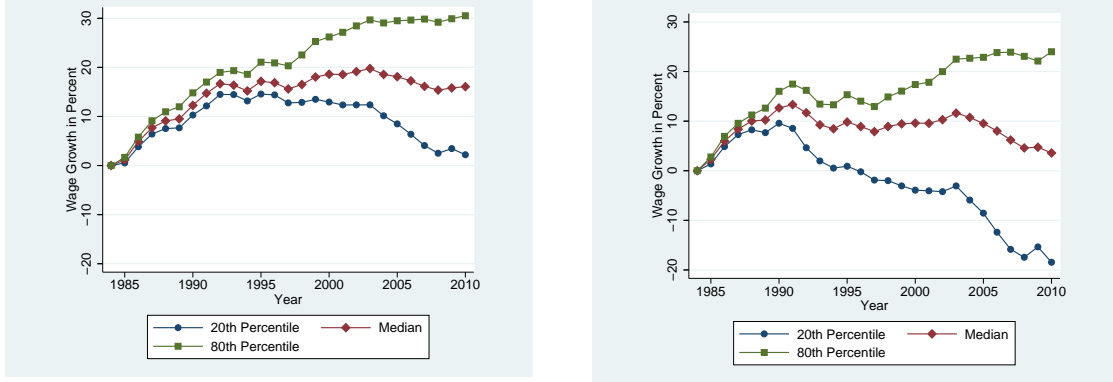 Wage Growth in Percent
30
20
10
0
−10
−20
1985 1990 1995 2000 2005 2010
Year
20th Percentile Median
80th Percentile
Wage Growth in Percent
30
20
10
0
−10
−20
1985 1990 1995 2000 2005 2010
Year
20th Percentile Median
80th Percentile